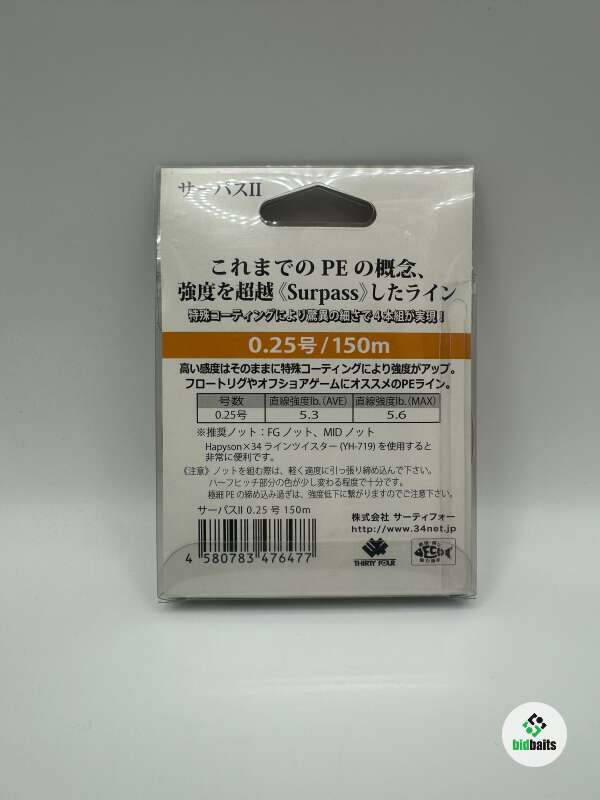 サーパスII
これまでの PE の概念、
強度を超越《Surpass》したライン
特殊コーティングにより驚異の細さで4本組が実現!
0.25号/150m
高い感度はそのままに特殊コーティングにより強度がアップ。
フロートリグやオフショアゲームにオススメのPEライン。
号数 直線強度lb.(AVE) 直線強度lb.(MAX)
0.25号 5.3 5.6
※推奨ノット:FG ノット、MID ノット
Hapyson×34 ラインツイスター(YH-719)を使用すると
非常に便利です。
《注意》ノットを組む際は、軽く適度に引っ張り締め込んで下さい。
ハーフヒッチ部分の色が少し変わる程度で十分です。
極細 PE の締め込み過ぎは、強度低下に繋がりますのでご注意下さい。
サーパスII 0.25 号 150m
4 580783 476477
株式会社 サーティフォー
http://www.34net.jp
THIRTY FOUR
bidbaits